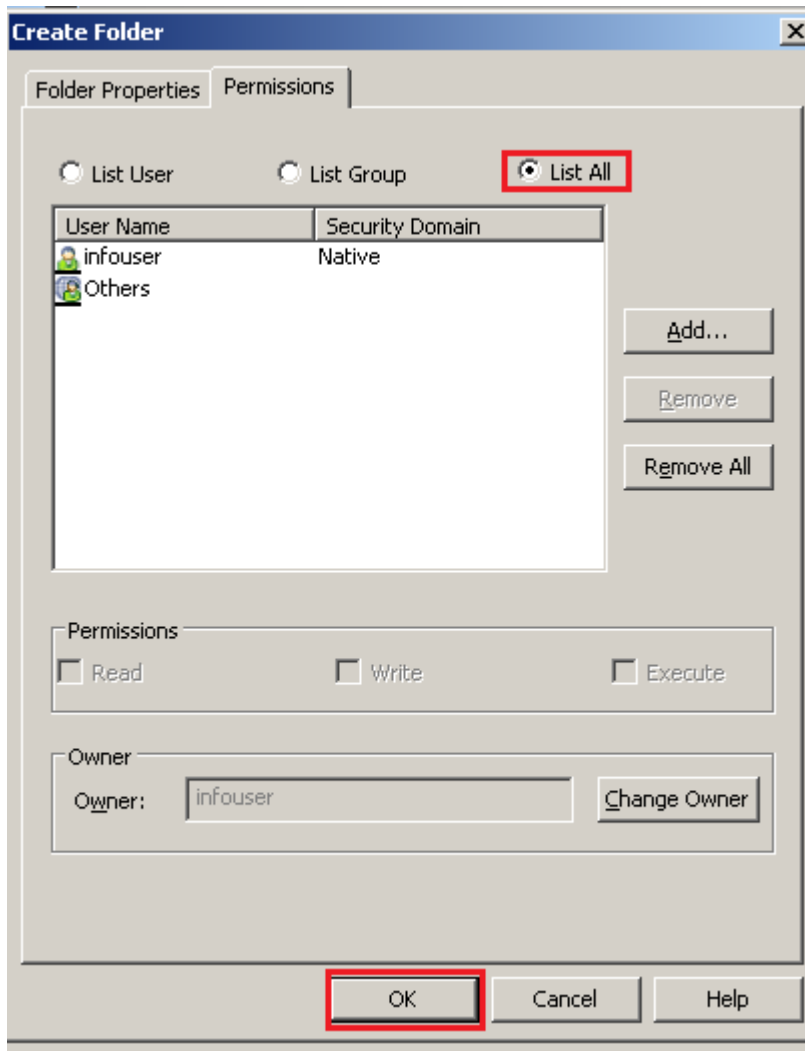 Create Folder
Folder Properties Permissions
List User List Group List All
User Name Security Domain
infouser Native
Others
Add...
Remove
Remove All
Permissions
Read Write Execute
Owner
Owner: infouser Change Owner
OK Cancel Help